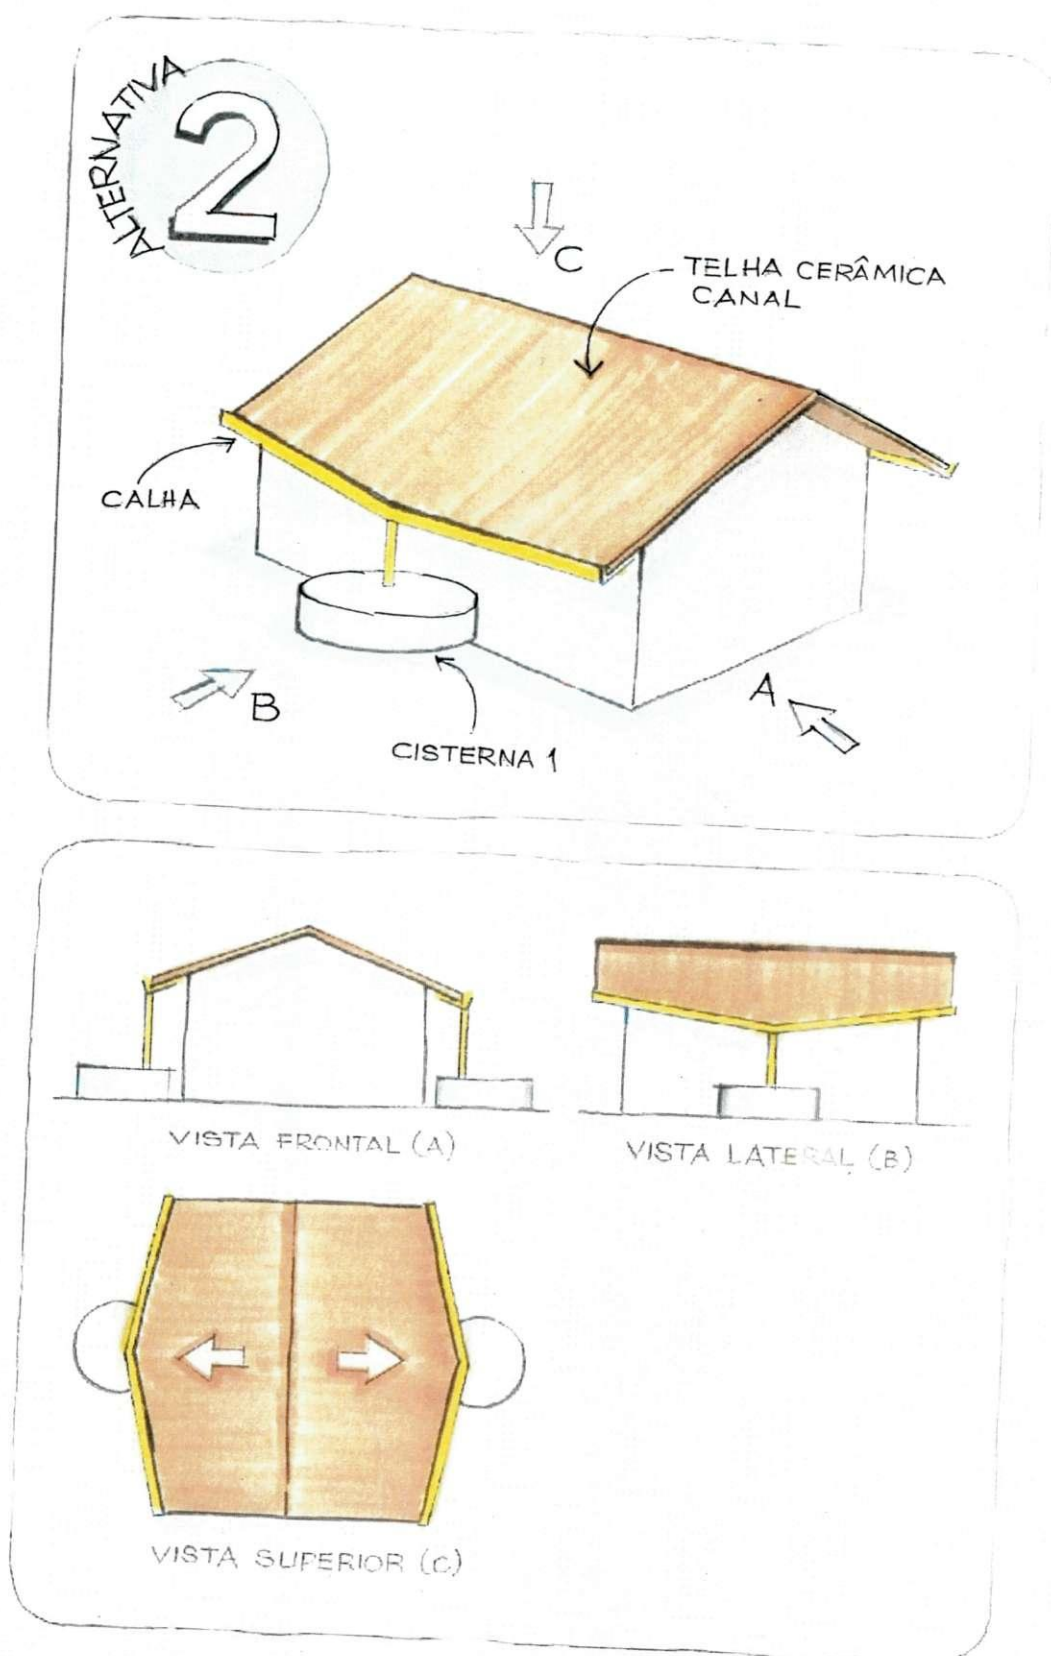 ALTERNATIVA
2
C
TELHA CERÂMICA
CANAL
CALHA
B
A
CISTERNA 1
VISTA FRONTAL (A)
VISTA LATERAL (B)
VISTA SUPERIOR (C)